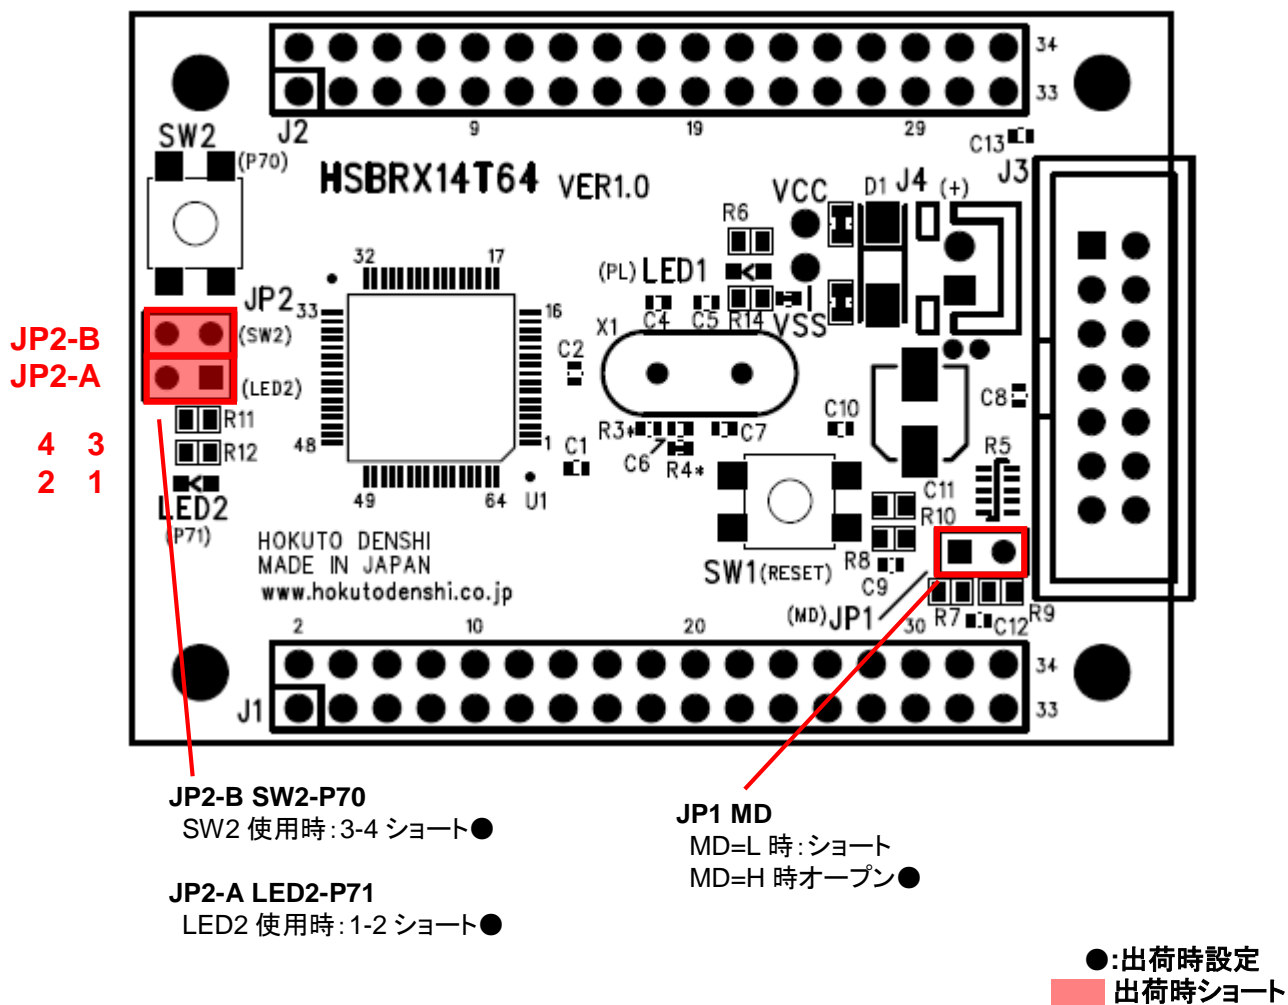 34
33
J2
9
19
29
C13
SW2
(P70)
HSBRX14T64 VER1.0
VCC
D1
J4
(+)
J3
R6
(PL) LED1
32
17
JP2
33
16
(SW2)
JP2-B
JP2-A
(LED2)
X1
C4
C5
R14
VSS
C2
R11
R12
48
1
C1
R3*
C6
R4*
C7
C10
C8
R5
4 3
2 1
LED2
(P71)
49
64
U1
C11
R10
HOKUTO DENSHI
MADE IN JAPAN
www.hokutodenshi.co.jp
SW1(RESET)
R8
C9
(MD)JP1
R7
C12
R9
2
10
20
30
34
J1
33
JP2-B SW2-P70
SW2 使用時:3-4 ショート●
JP2-A LED2-P71
LED2 使用時:1-2 ショート●
JP1 MD
MD=L 時:ショート
MD=H 時オープン●
●:出荷時設定
出荷時ショート